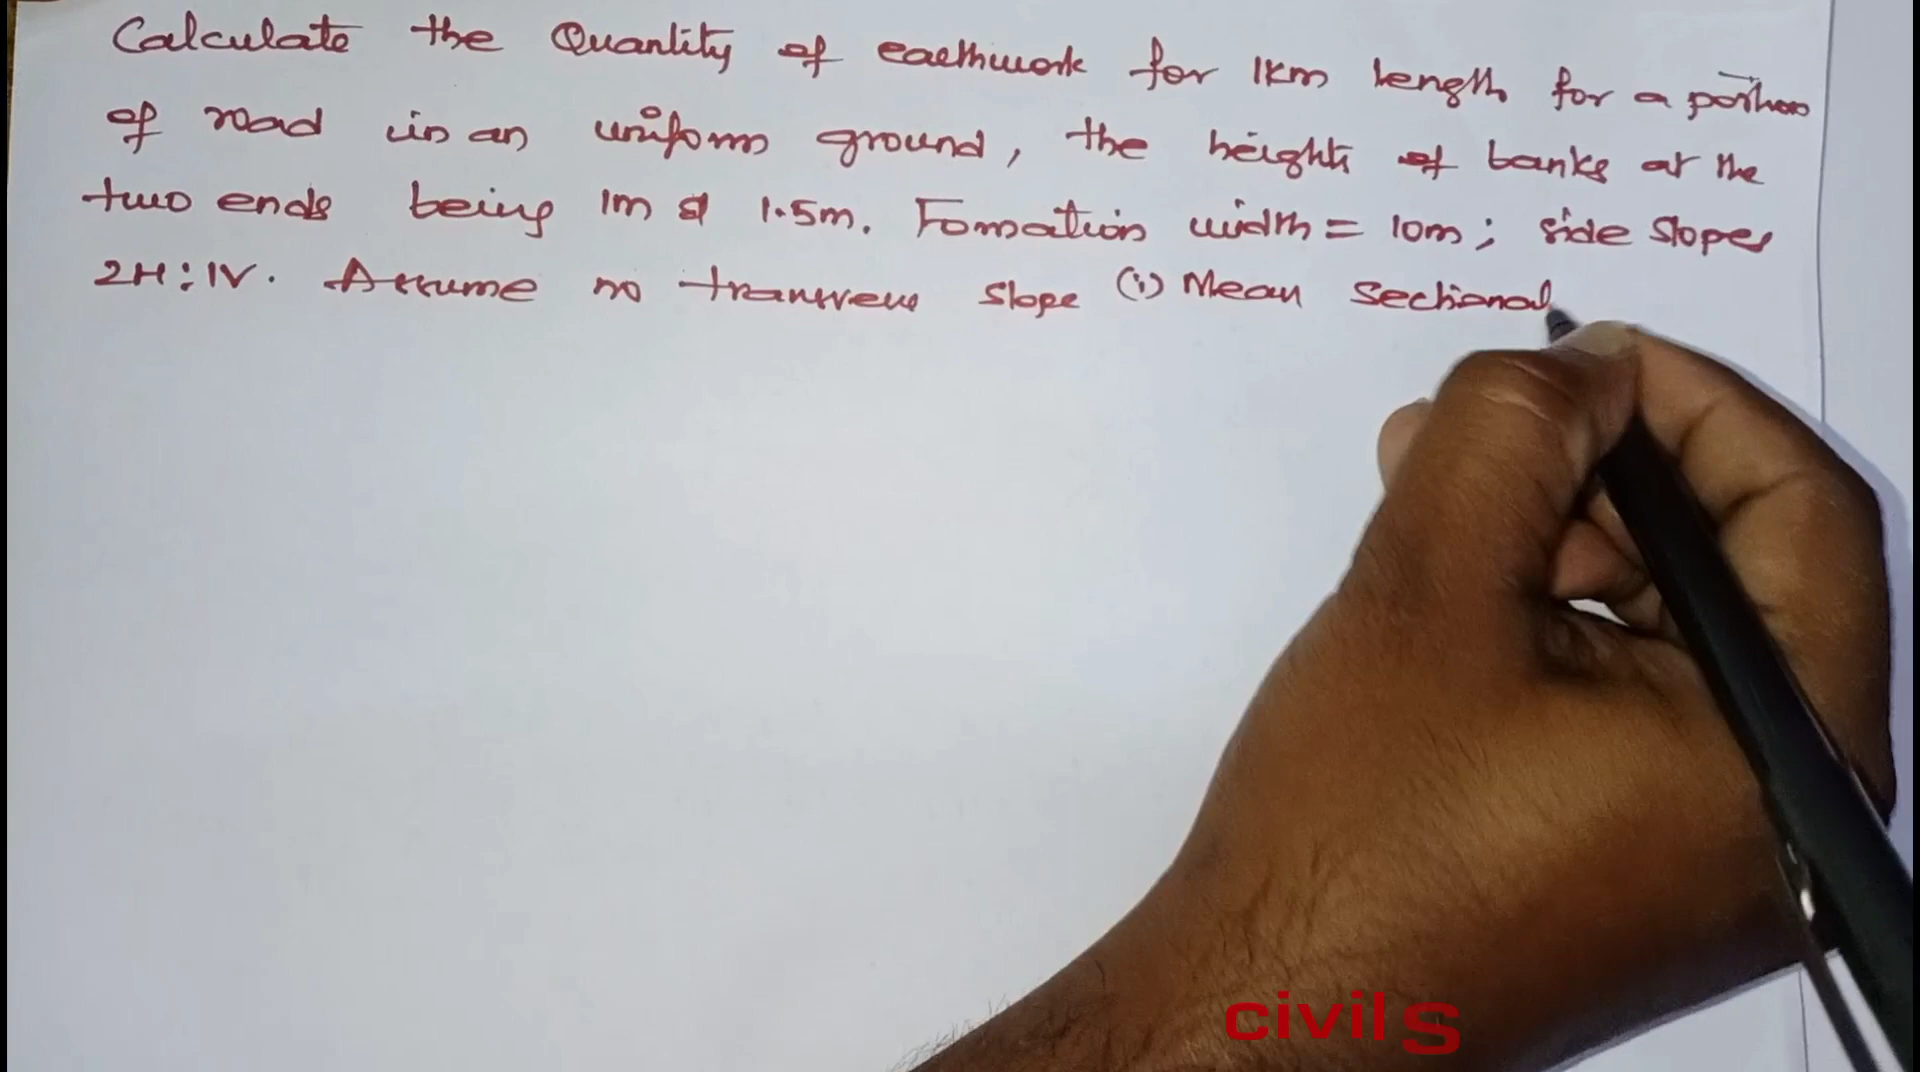 Calculate the Quantity of earthwork for 1km length for a portion
of road in an uniform ground, the heights of banks at the
two ends being 1m & 1.5m. Formation width = 10m; side slopes
2H:1V. Assume no transverse slope (i) Mean Sectional
civil s